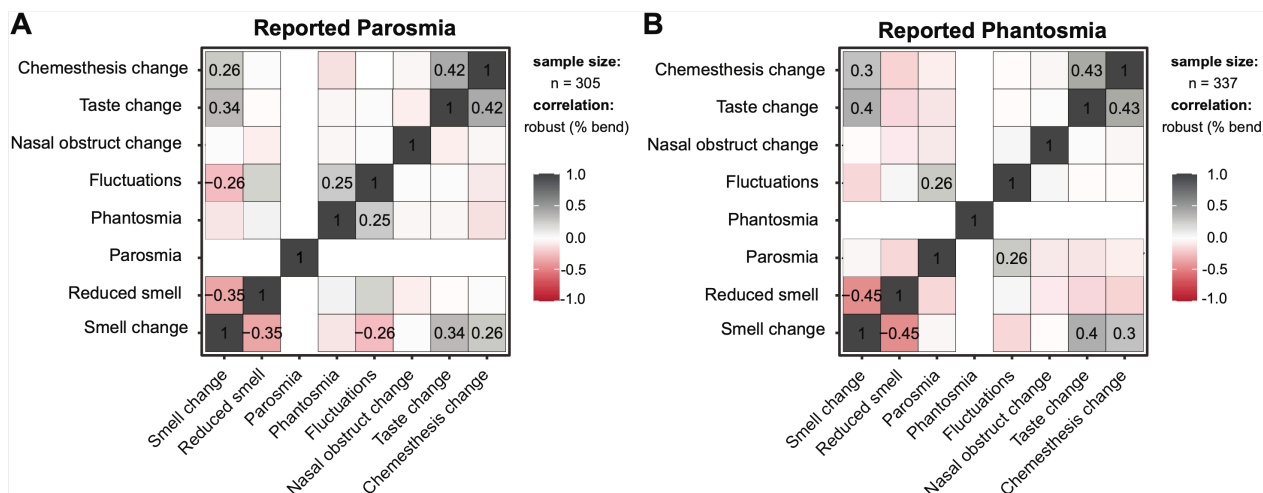 A
Reported Parosmia
Chemesthesis change
0.26
0.42
1
Taste change
0.34
1
0.42
Nasal obstruct change
1
Fluctuations
−0.26
0.25
1
Phantosmia
1
0.25
Parosmia
1
Reduced smell
−0.35
1
Smell change
1
−0.35
−0.26
0.34
0.26
Smell change
Reduced smell
Parosmia
Phantosmia
Fluctuations
Nasal obstruct change
Taste change
Chemesthesis change
sample size:
n = 305
correlation:
robust (% bend)
1.0
0.5
0.0
-0.5
-1.0
B
Reported Phantosmia
Chemesthesis change
0.3
0.43
1
Taste change
0.4
1
0.43
Nasal obstruct change
1
Fluctuations
0.26
1
Phantosmia
1
Parosmia
1
0.26
Reduced smell
−0.45
1
Smell change
1
−0.45
0.4
0.3
Smell change
Reduced smell
Parosmia
Phantosmia
Fluctuations
Nasal obstruct change
Taste change
Chemesthesis change
sample size:
n = 337
correlation:
robust (% bend
1.0
0.5
0.0
-0.5
-1.0